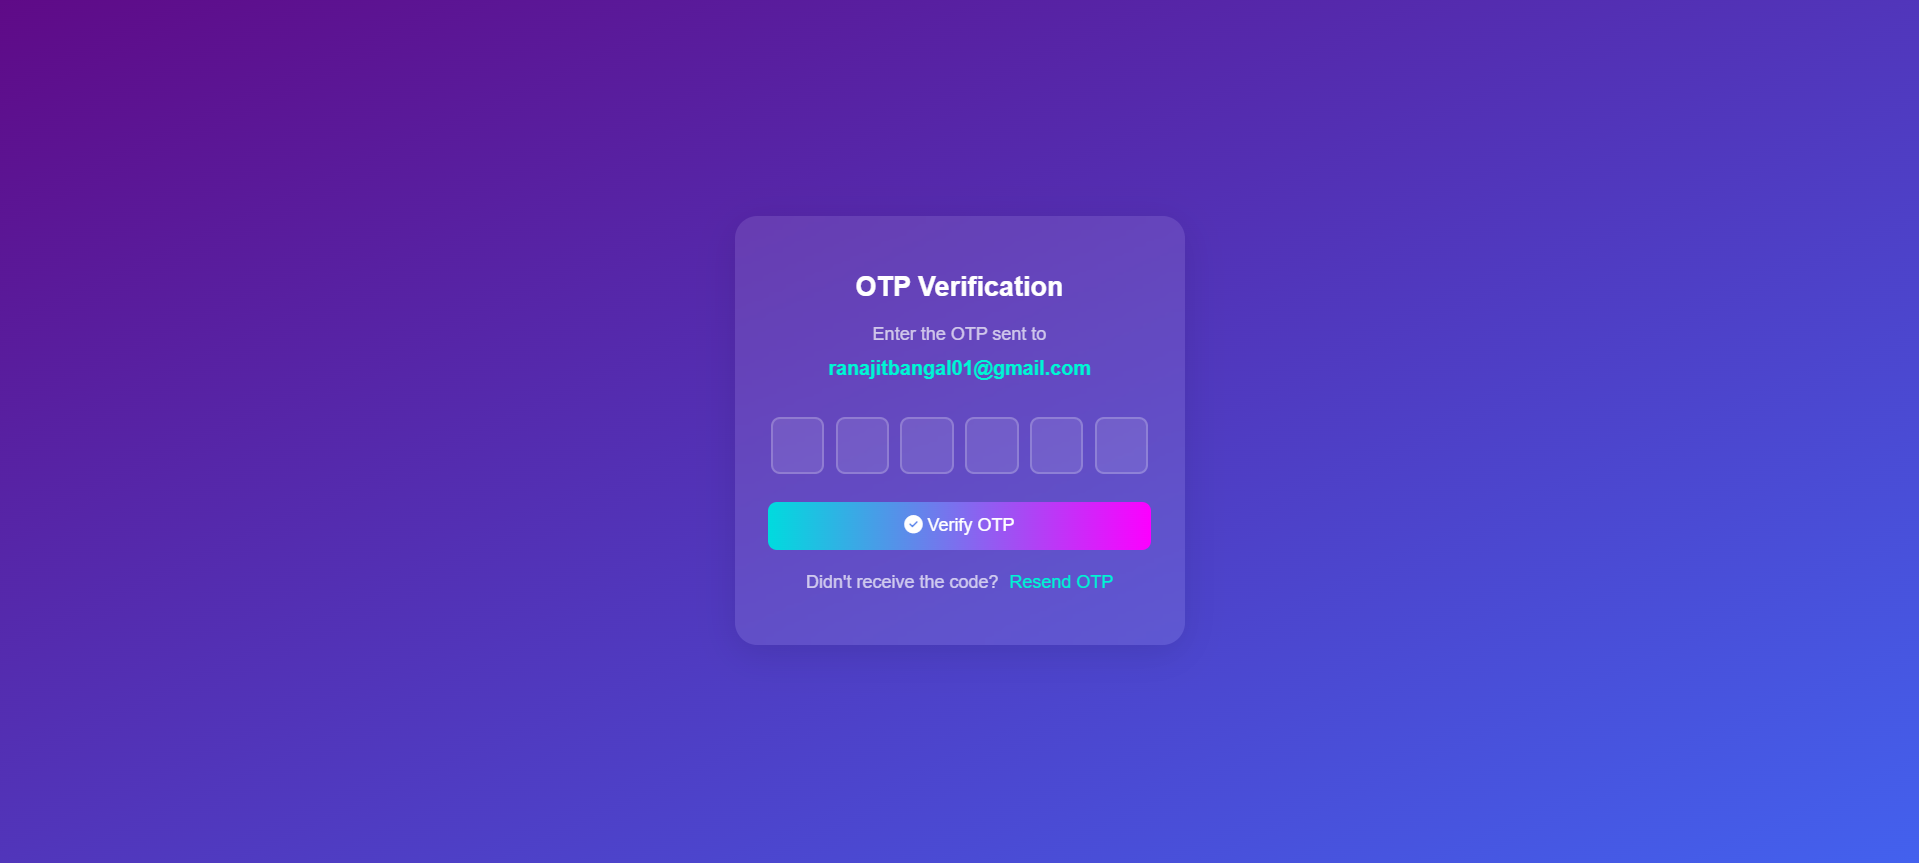 OTP Verification
Enter the OTP sent to
ranajitbangal01@gmail.com
Verify OTP
Didn't receive the code? Resend OTP